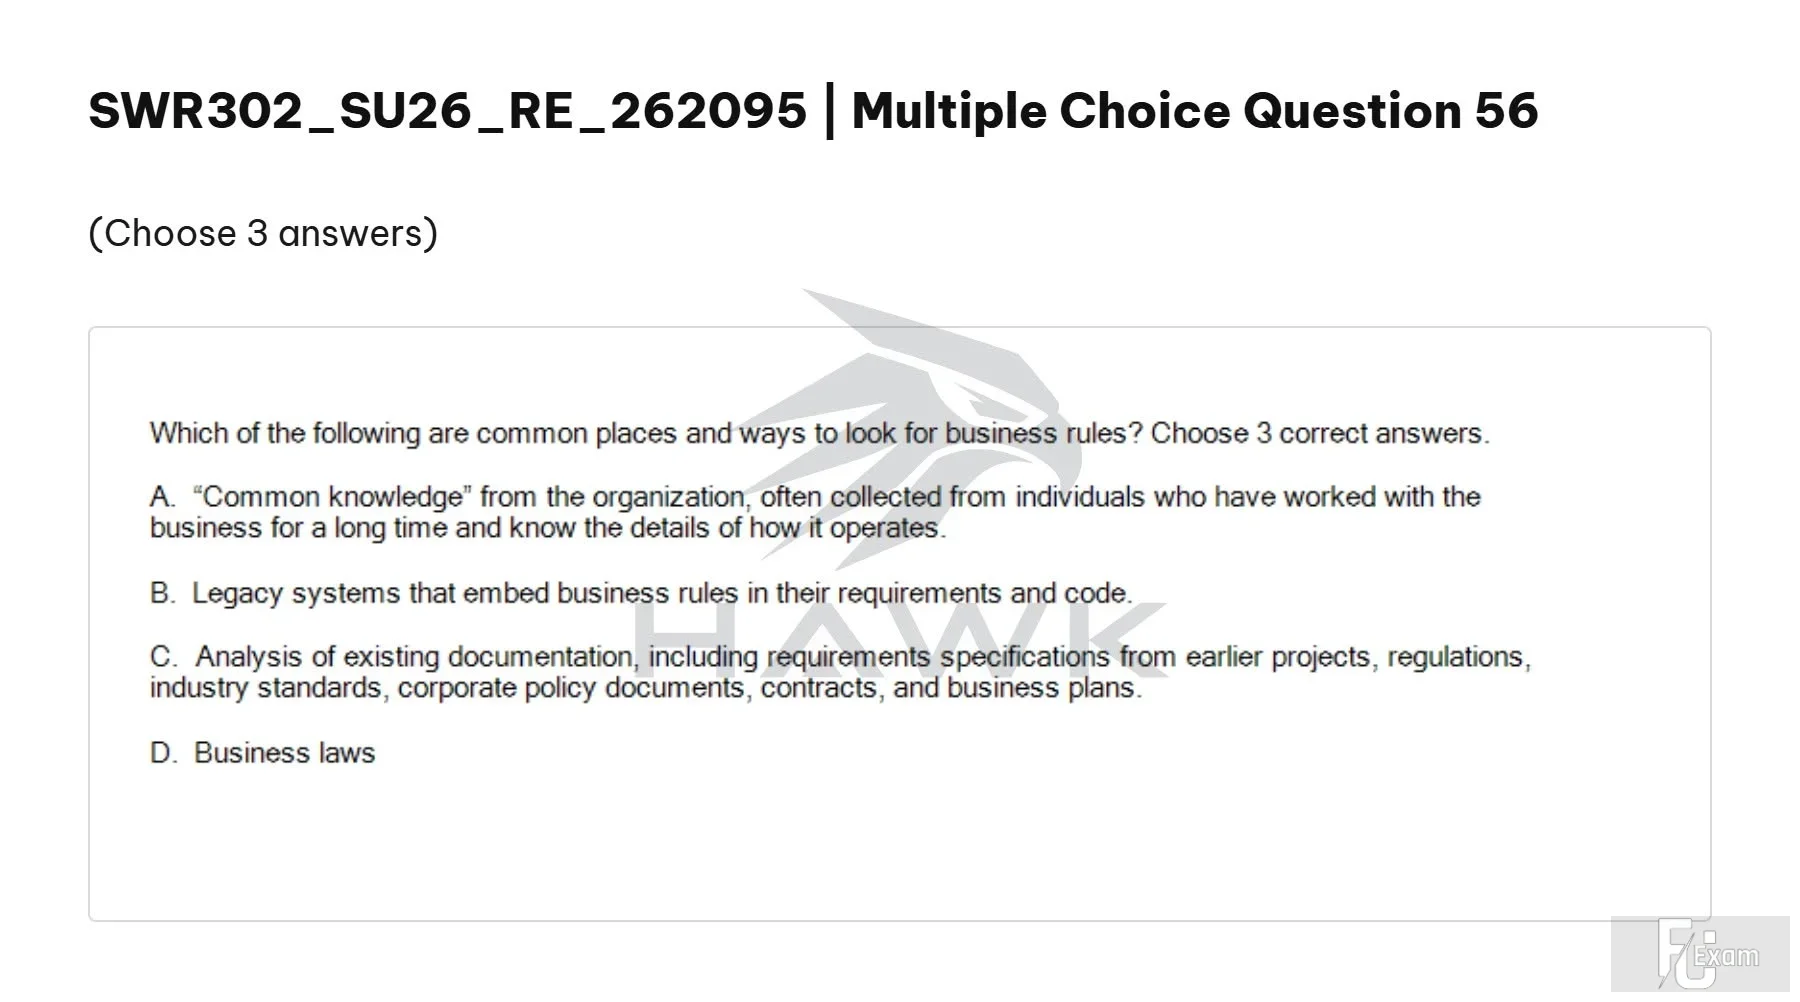 SWR302_SU26_RE_262095 | Multiple Choice Question 56
(Choose 3 answers)
Which of the following are common places and ways to look for business rules? Choose 3 correct answers.
A.  “Common knowledge” from the organization, often collected from individuals who have worked with the
business for a long time and know the details of how it operates.
B.  Legacy systems that embed business rules in their requirements and code.
HAWK
C.  Analysis of existing documentation, including requirements specifications from earlier projects, regulations,
industry standards, corporate policy documents, contracts, and business plans.
D.  Business laws
FU Exam